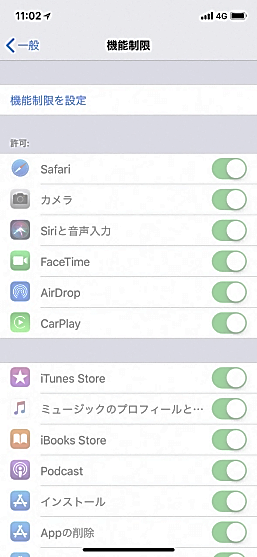 11:02 4G
一般 機能制限
機能制限を設定
許可:
Safari
カメラ
Siriと音声入力
FaceTime
AirDrop
CarPlay
iTunes Store
ミュージックのプロフィールと…
iBooks Store
Podcast
インストール
Appの削除